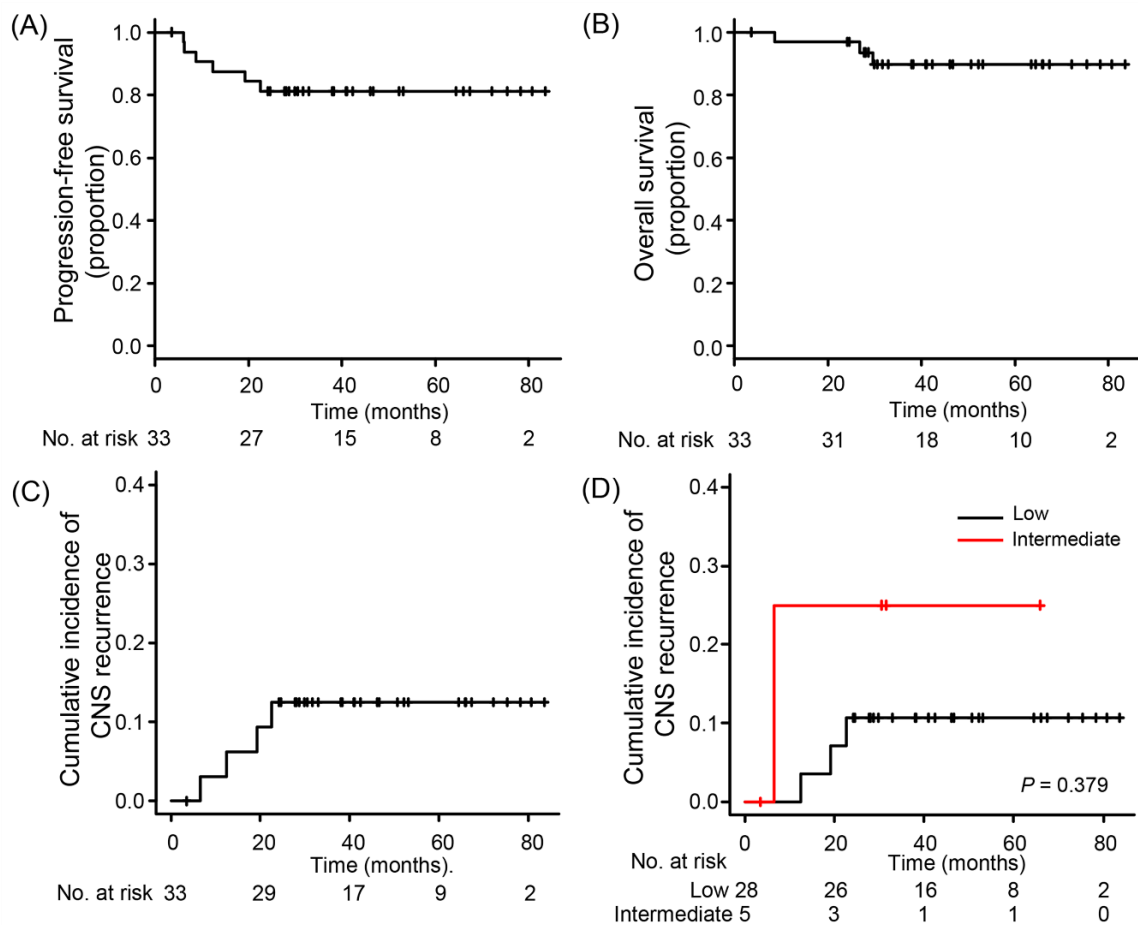 (A)
Progression-free survival
(proportion)
1.0
0.8
0.6
0.4
0.2
0.0
0 20 40 60 80
Time (months)
No. at risk 33 27 15 8 2
(B)
Overall survival
(proportion)
1.0
0.8
0.6
0.4
0.2
0.0
0 20 40 60 80
Time (months)
No. at risk 33 31 18 10 2
(C)
Cumulative incidence of
CNS recurrence
0.4
0.3
0.2
0.1
0.0
0 20 40 60 80
Time (months).
No. at risk 33 29 17 9 2
(D)
Cumulative incidence of
CNS recurrence
0.4
0.3
0.2
0.1
0.0
Low
Intermediate
P = 0.379
0 20 40 60 80
Time (months)
No. at risk
Low 28 26 16 8 2
Intermediate 5 3 1 1 0